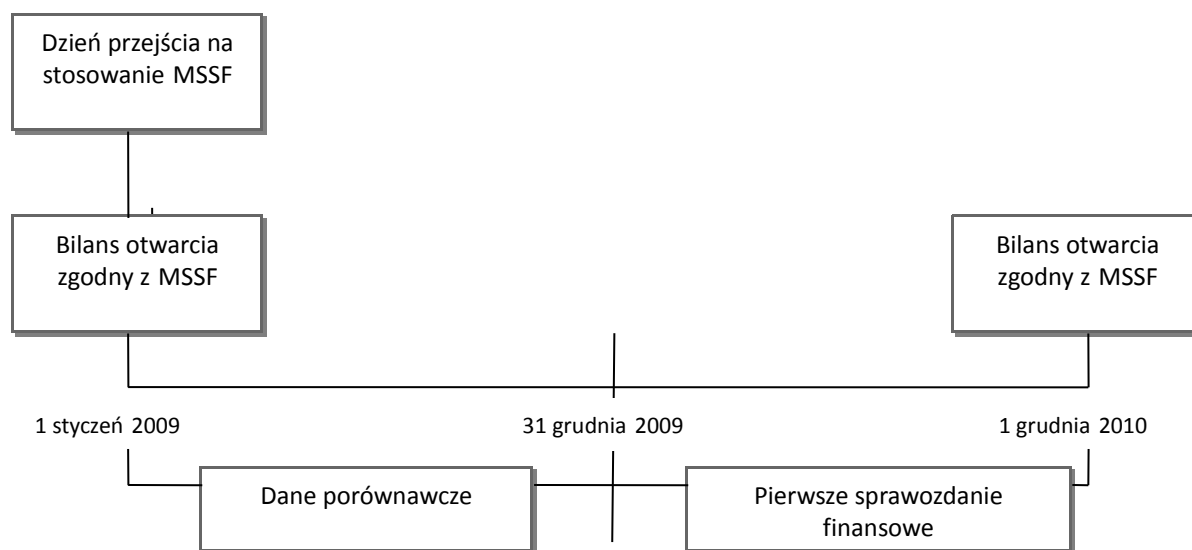 Dzień przejścia na
stosowanie MSSF
Bilans otwarcia
zgodny z MSSF
Bilans otwarcia
zgodny z MSSF
1 styczeń 2009
31 grudnia 2009
1 grudnia 2010
Dane porównawcze
Pierwsze sprawozdanie
finansowe